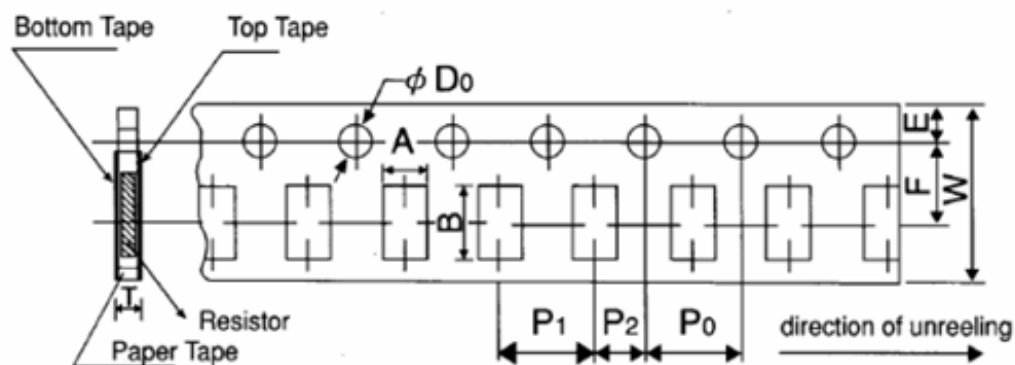 Bottom Tape
Top Tape
ϕ D0
A
E
F
W
B
T
Resistor
P1
P2
P0
direction of unreeling
Paper Tape